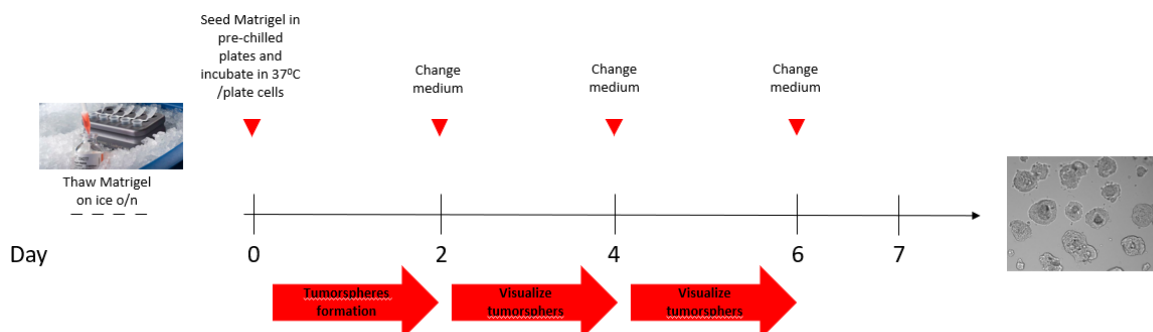 Seed Matrigel in
pre-chilled
plates and
incubate in 37⁰C
/plate cells
Change
medium
Change
medium
Change
medium
Thaw Matrigel
on ice o/n
Day
0
2
4
6
7
Tumorspheres
formation
Visualize
tumorsphers
Visualize
tumorsphers